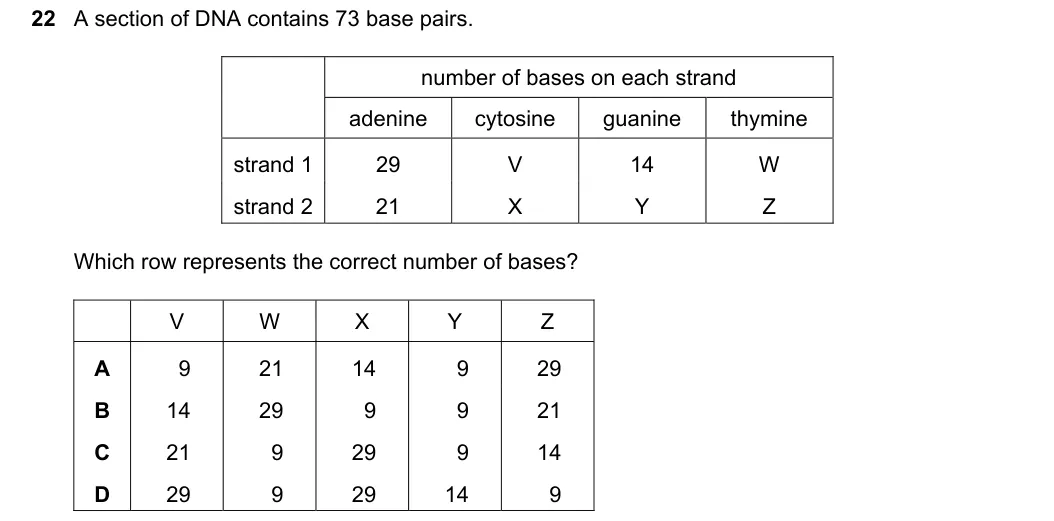 22 A section of DNA contains 73 base pairs.
number of bases on each strand
adenine cytosine guanine thymine
strand 1 29 V 14 W
strand 2 21 X Y Z
Which row represents the correct number of bases?
V W X Y Z
A 9 21 14 9 29
B 14 29 9 9 21
C 21 9 29 9 14
D 29 9 29 14 9